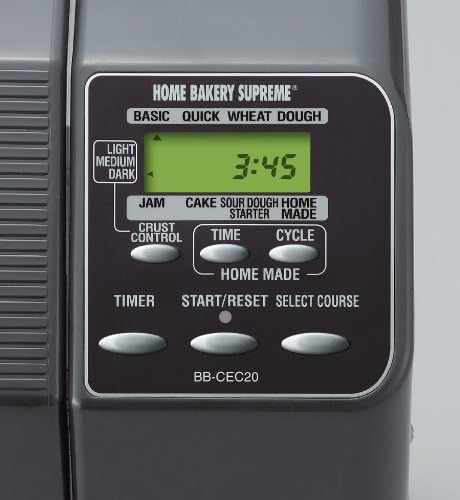 HOME BAKERY SUPREME®
BASIC QUICK WHEAT DOUGH
LIGHT
MEDIUM
DARK
3:45
JAM CAKE SOUR DOUGH STARTER HOME MADE
CRUST CONTROL
TIME CYCLE
HOME MADE
TIMER START/RESET SELECT COURSE
BB-CEC20